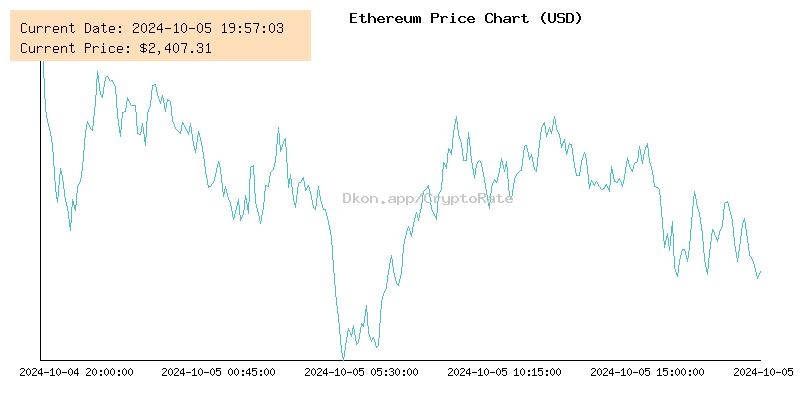 Ethereum Price Chart (USD)
Current Date: 2024-10-05 19:57:03
Current Price: $2,407.31
Dkon.app/CryptoRate
2024-10-04 20:00:00 2024-10-05 00:45:00 2024-10-05 05:30:00 2024-10-05 10:15:00 2024-10-05 15:00:00 2024-10-05